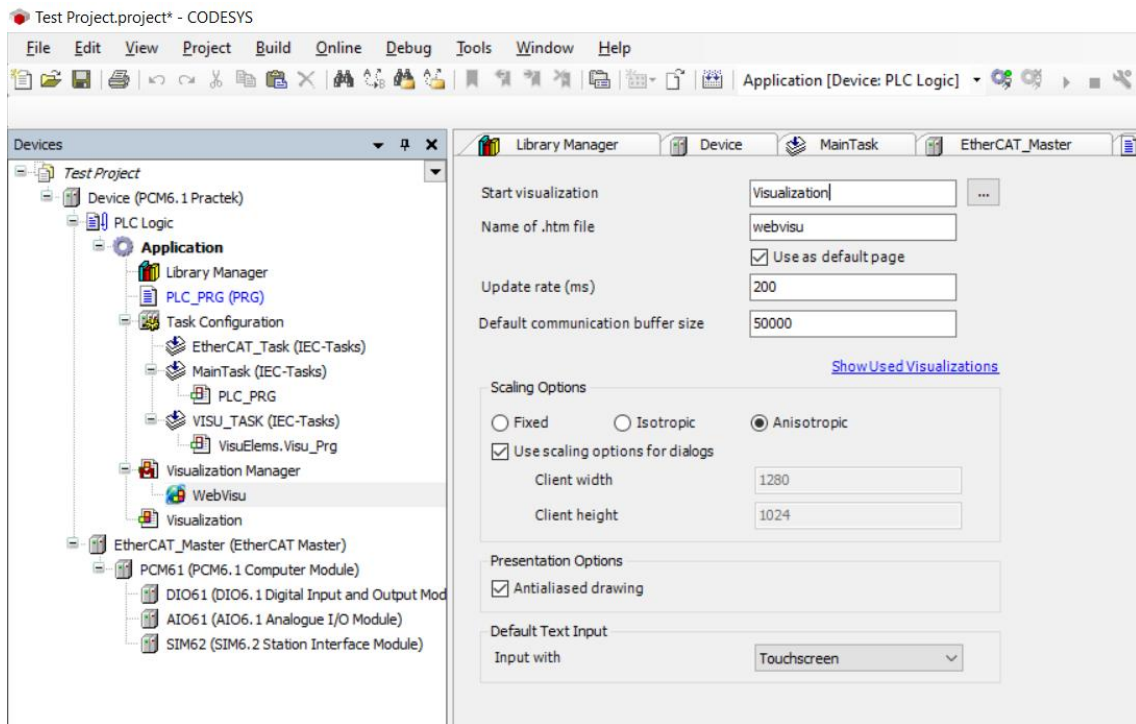 Test Project.project* - CODESYS
File Edit View Project Build Online Debug Tools Window Help
Application [Device: PLC Logic]
Devices
Library Manager Device MainTask EtherCAT_Master
Test Project
Device (PCM6.1 Practek)
PLC Logic
Application
Library Manager
PLC_PRG (PRG)
Task Configuration
EtherCAT_Task (IEC-Tasks)
MainTask (IEC-Tasks)
PLC_PRG
VISU_TASK (IEC-Tasks)
VisuElems.Visu_Prg
Visualization Manager
WebVisu
Visualization
EtherCAT_Master (EtherCAT Master)
PCM61 (PCM6.1 Computer Module)
DIO61 (DIO6.1 Digital Input and Output Mod
AIO61 (AIO6.1 Analogue I/O Module)
SIM62 (SIM6.2 Station Interface Module)
Start visualization Visualization ...
Name of .htm file webvisu
Use as default page
Update rate (ms) 200
Default communication buffer size 50000
Show Used Visualizations
Scaling Options
Fixed Isotropic Anisotropic
Use scaling options for dialogs
Client width 1280
Client height 1024
Presentation Options
Antialiased drawing
Default Text Input
Input with Touchscreen